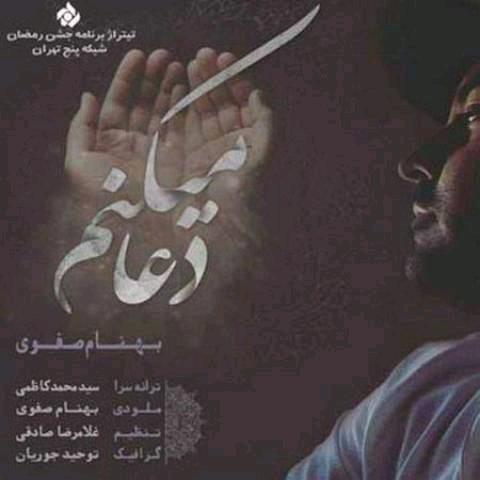 تیتراژ برنامه جشن رمضان
شبکه پنج تهران
دعا میکنم
بهنام صفوی
ترانه سرا سید محمد کاظمی
ملودی بهنام صفوی
تنظیم غلامرضا صادقی
گرافیک توحید جوریان